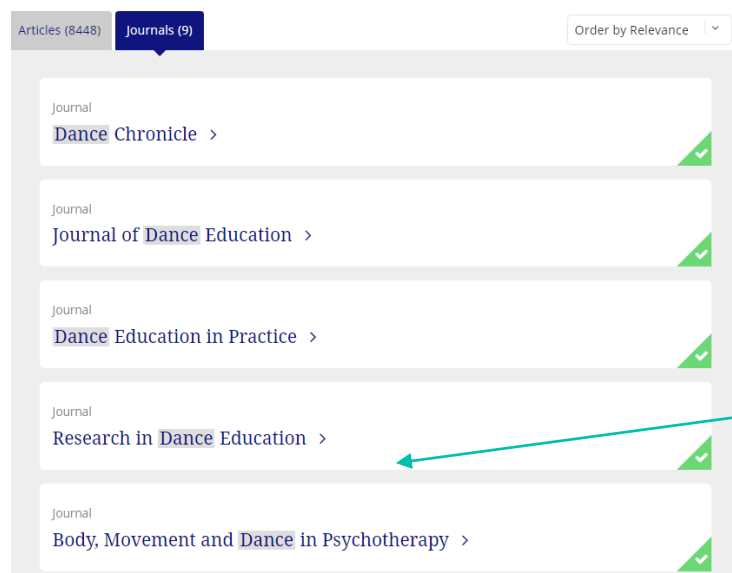 Articles (8448) Journals (9) Order by Relevance
Journal
Dance Chronicle
Journal
Journal of Dance Education
Journal
Dance Education in Practice
Journal
Research in Dance Education
Journal
Body, Movement and Dance in Psychotherapy